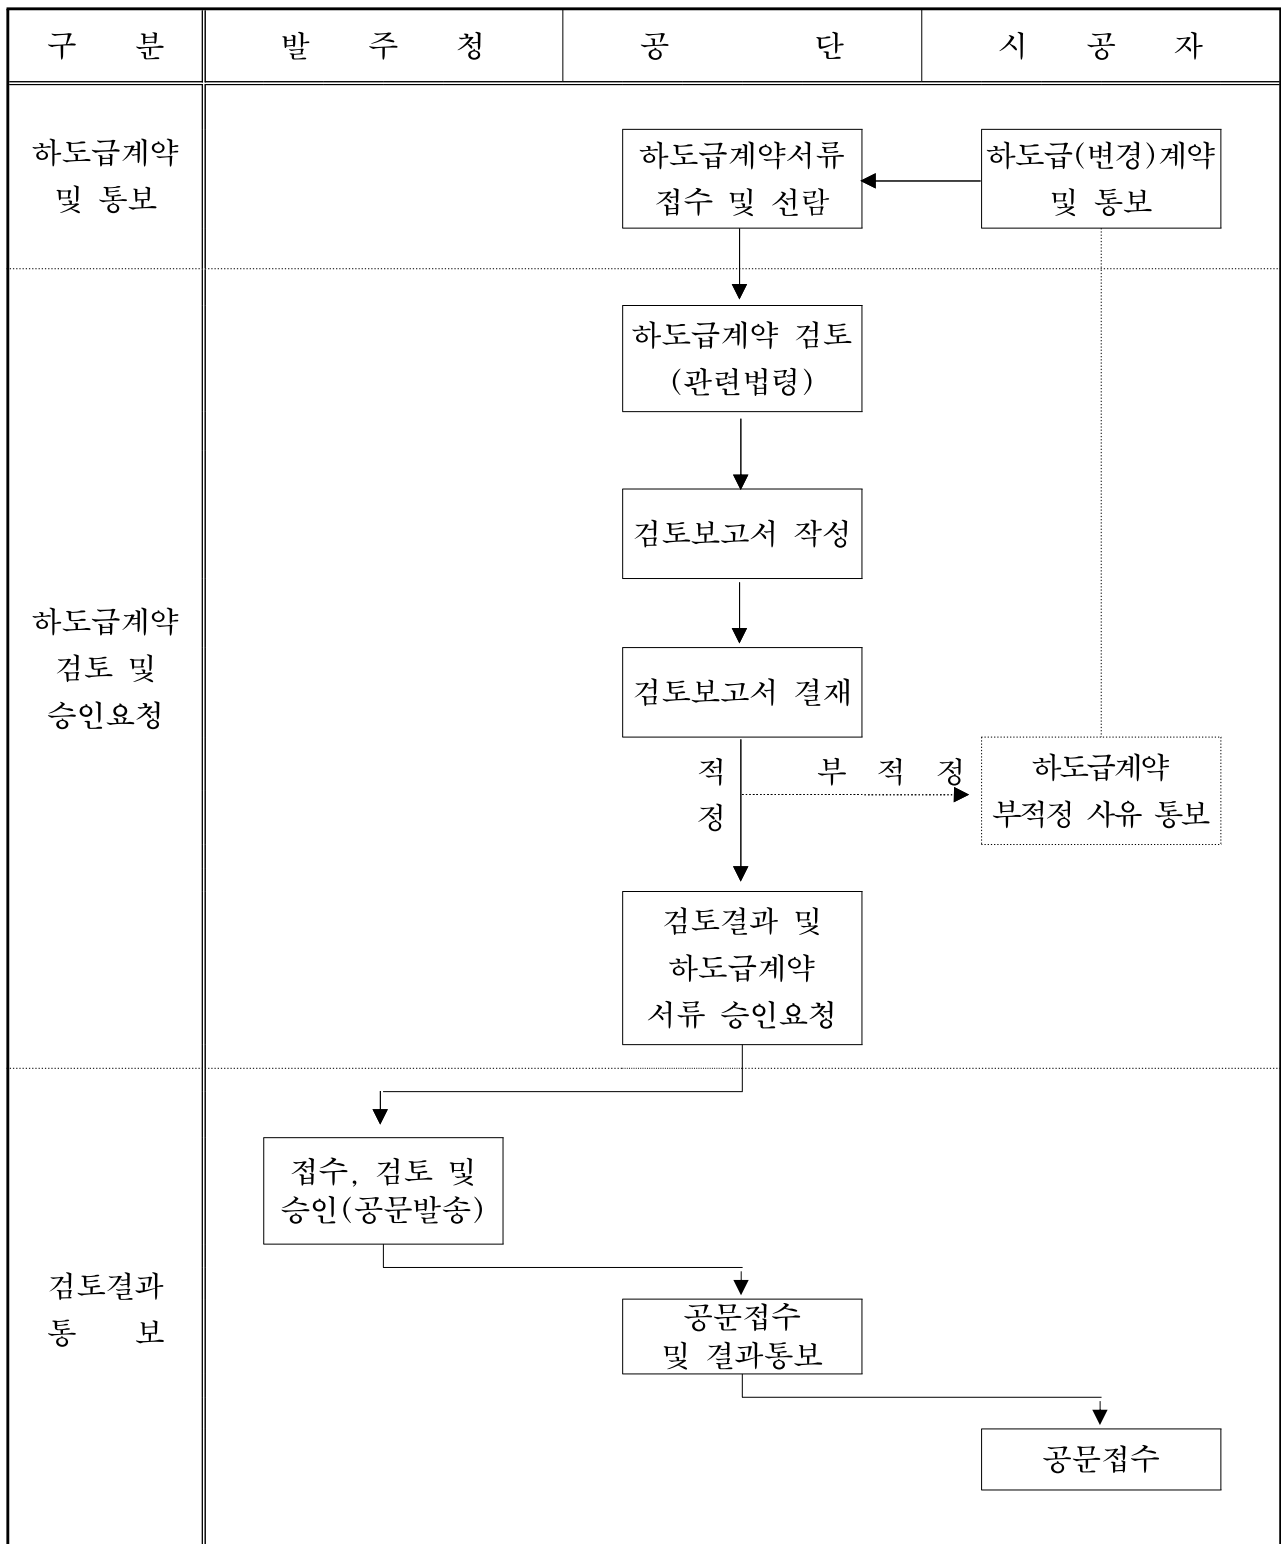 구 분
발 주 청
공 단
시 공 자
하도급계약
및 통보
하도급계약서류
접수 및 선람
하도급(변경)계약
및 통보
하도급계약
검토 및
승인요청
하도급계약 검토
(관련법령)
검토보고서 작성
검토보고서 결재
적
정
부 적 정
하도급계약
부적정 사유 통보
검토결과 및
하도급계약
서류 승인요청
검토결과
통 보
접수, 검토 및
승인(공문발송)
공문접수
및 결과통보
공문접수